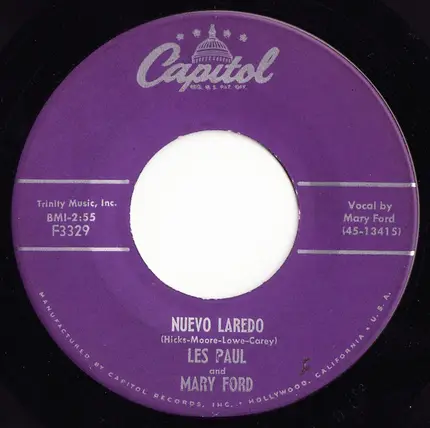 Capitol
REG. U.S. PAT. OFF.
Trinity Music, Inc.
BMI-2:55
F3329
Vocal by
Mary Ford
(45-13415)
NUEVO LAREDO
(Hicks-Moore-Lowe-Carey)
LES PAUL
and
MARY FORD
MANUFACTURED BY CAPITOL RECORDS, INC. • HOLLYWOOD, CALIFORNIA • U.S.A.